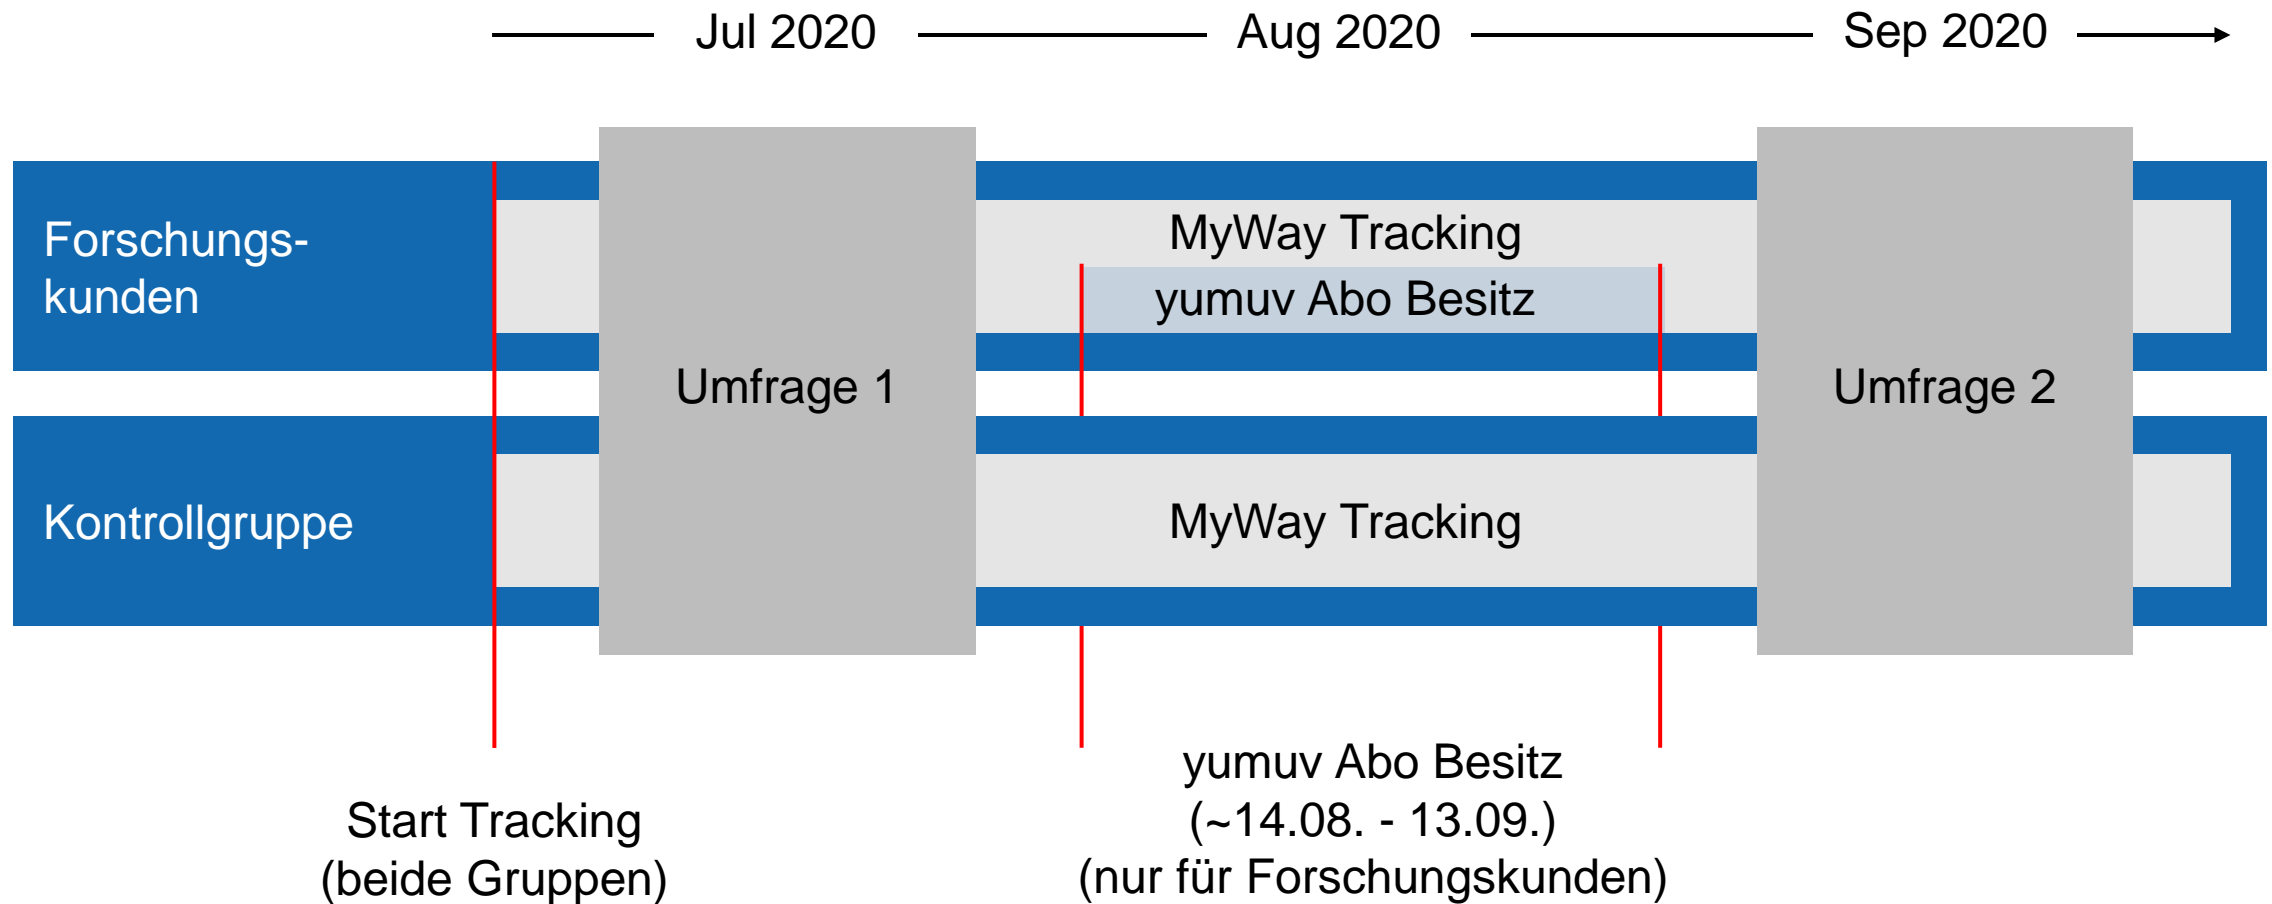 Jul 2020
Aug 2020
Sep 2020
Forschungs-
kunden
MyWay Tracking
yumuv Abo Besitz
Umfrage 1
Umfrage 2
Kontrollgruppe
MyWay Tracking
Start Tracking
(beide Gruppen)
yumuv Abo Besitz
(~14.08. - 13.09.)
(nur für Forschungskunden)